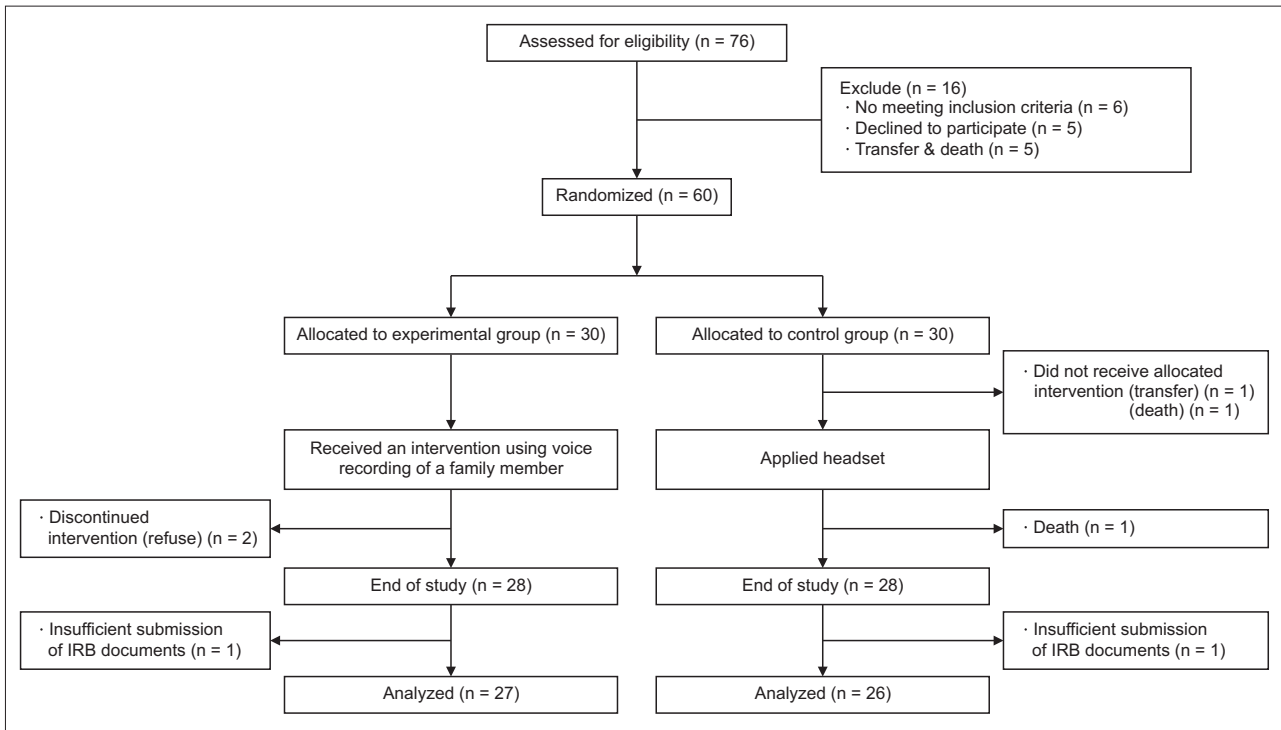 Assessed for eligibility (n = 76)
Exclude (n = 16)
· No meeting inclusion criteria (n = 6)
· Declined to participate (n = 5)
· Transfer & death (n = 5)
Randomized (n = 60)
Allocated to experimental group (n = 30)
Allocated to control group (n = 30)
· Did not receive allocated
intervention (transfer) (n = 1)
(death) (n = 1)
Received an intervention using voice
recording of a family member
Applied headset
· Discontinued
intervention (refuse) (n = 2)
· Death (n = 1)
End of study (n = 28)
End of study (n = 28)
· Insufficient submission
of IRB documents (n = 1)
· Insufficient submission
of IRB documents (n = 1)
Analyzed (n = 27)
Analyzed (n = 26)